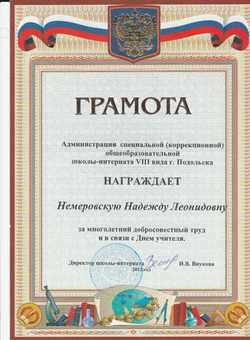 ГРАМОТА
Администрация специальной (коррекционной)
общеобразовательной
школы-интерната VIII вида г. Подольска
НАГРАЖДАЕТ
Немеровскую Надежду Леонидовну
за многолетний добросовестный труд
и в связи с Днем учителя.
Директор школы-интерната Н.В. Внукова